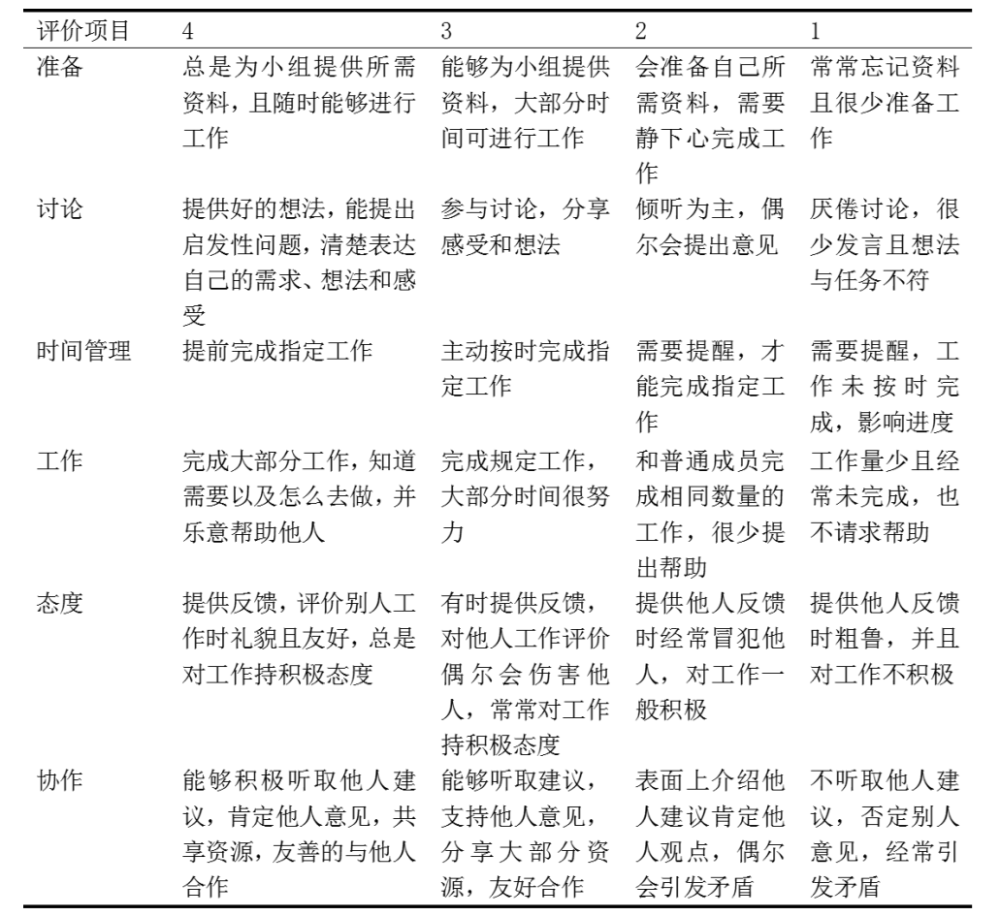 评价项目
4
3
2
1
准备
总是为小组提供所需
资料，且随时能够进行
工作
能够为小组提供
资料，大部分时
间可进行工作
会准备自己所
需资料，需要
静下心完成工
作
常常忘记资料
且很少准备工
作
讨论
提供好的想法，能提出
启发性问题，清楚表达
自己的需求、想法和感
受
参与讨论，分享
感受和想法
倾听为主，偶
尔会提出意见
厌倦讨论，很
少发言且想法
与任务不符
时间管理
提前完成指定工作
主动按时完成指
定工作
需要提醒，才
能完成指定工
作
需要提醒，工
作未按时完
成，影响进度
工作
完成大部分工作，知道
需要以及怎么去做，并
乐意帮助他人
完成规定工作，
大部分时间很努
力
和普通成员完
成相同数量的
工作，很少提
出帮助
工作量少且经
常未完成，也
不请求帮助
态度
提供反馈，评价别人工
作时礼貌且友好，总是
对工作持积极态度
有时提供反馈，
对他人工作评价
偶尔会伤害他
人，常常对工作
持积极态度
提供他人反馈
时经常冒犯他
人，对工作一
般积极
提供他人反馈
时粗鲁，并且
对工作不积极
协作
能够积极听取他人建
议，肯定他人意见，共
享资源，友善的与他人
合作
能够听取建议，
支持他人意见，
分享大部分资
源，友好合作
表面上介绍他
人建议肯定他
人观点，偶尔
会引发矛盾
不听取他人建
议，否定别人
意见，经常引
发矛盾